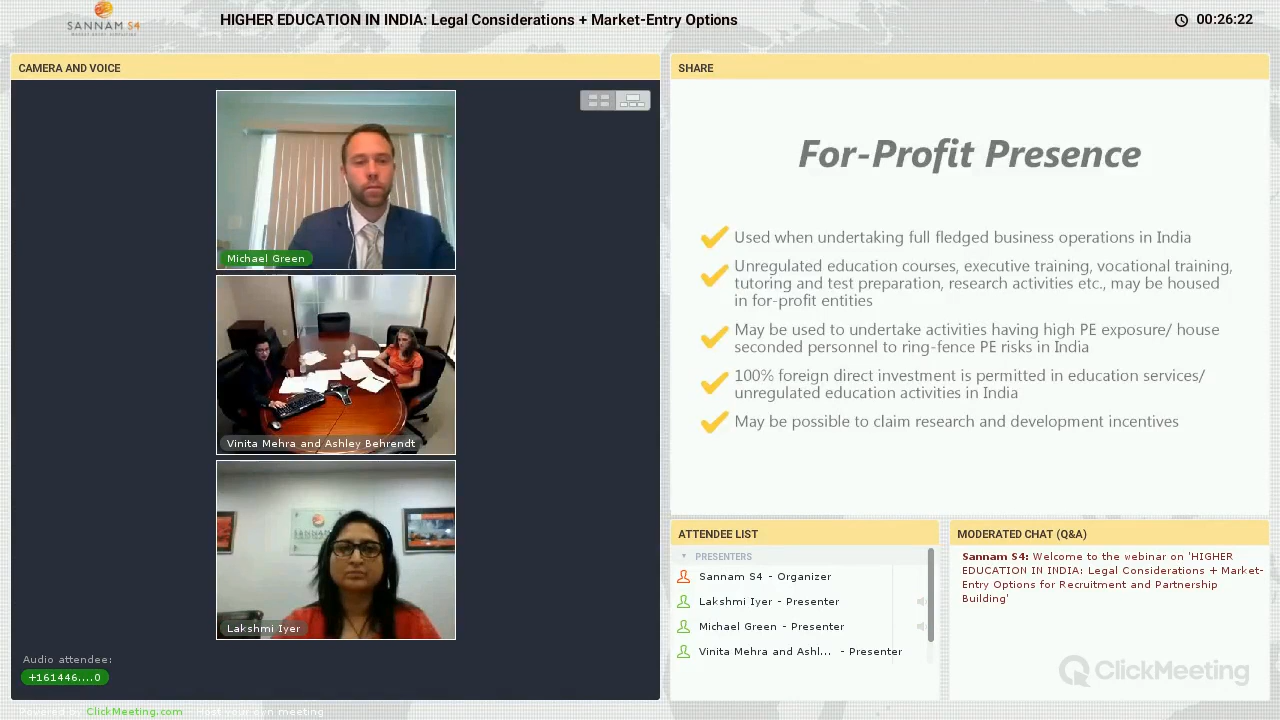 SANNAM S4
HIGHER EDUCATION IN INDIA: Legal Considerations + Market-Entry Options
00:26:22
CAMERA AND VOICE
Michael Green
Vinita Mehra and Ashley Behrendt
SANNAM
Lakshmi Iyer
Audio attendee:
+161446....0
Powered by ClickMeeting.com - Host your own meeting
SHARE
For-Profit Presence
Used when undertaking full fledged business operations in India
Unregulated education courses, executive training, vocational training,
tutoring and test preparation, research activities etc., may be housed
in for-profit entities
May be used to undertake activities having high PE exposure/ house
seconded personnel to ring-fence PE risks in India
100% foreign direct investment is permitted in education services/
unregulated education activities in India
May be possible to claim research and development incentives
ATTENDEE LIST
PRESENTERS
Sannam S4 - Organizer
Lakshmi Iyer - Presenter
Michael Green - Presenter
Vinita Mehra and Ashl... - Presenter
MODERATED CHAT (Q&A)
Sannam S4: Welcome to the webinar on 'HIGHER
EDUCATION IN INDIA: Legal Considerations + Market-
Entry Options for Recruitment and Partnership
Building'
ClickMeeting